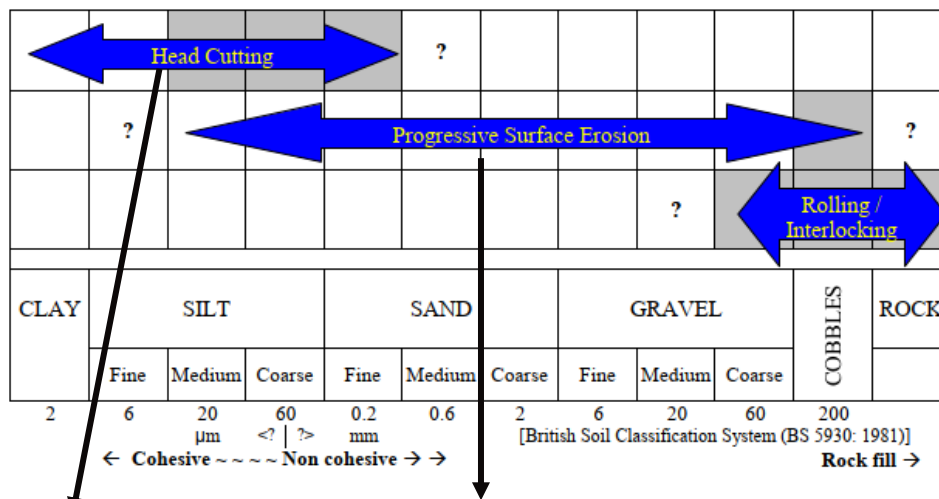 Head Cutting ?
? Progressive Surface Erosion ?
? Rolling /
Interlocking
CLAY SILT SAND GRAVEL COBBLES ROCK
Fine Medium Coarse Fine Medium Coarse Fine Medium Coarse
2 6 20 60 0.2 0.6 2 6 20 60 200
µm <? | ?> mm [British Soil Classification System (BS 5930: 1981)]
← Cohesive ~ ~ ~ ~ Non cohesive → → Rock fill →